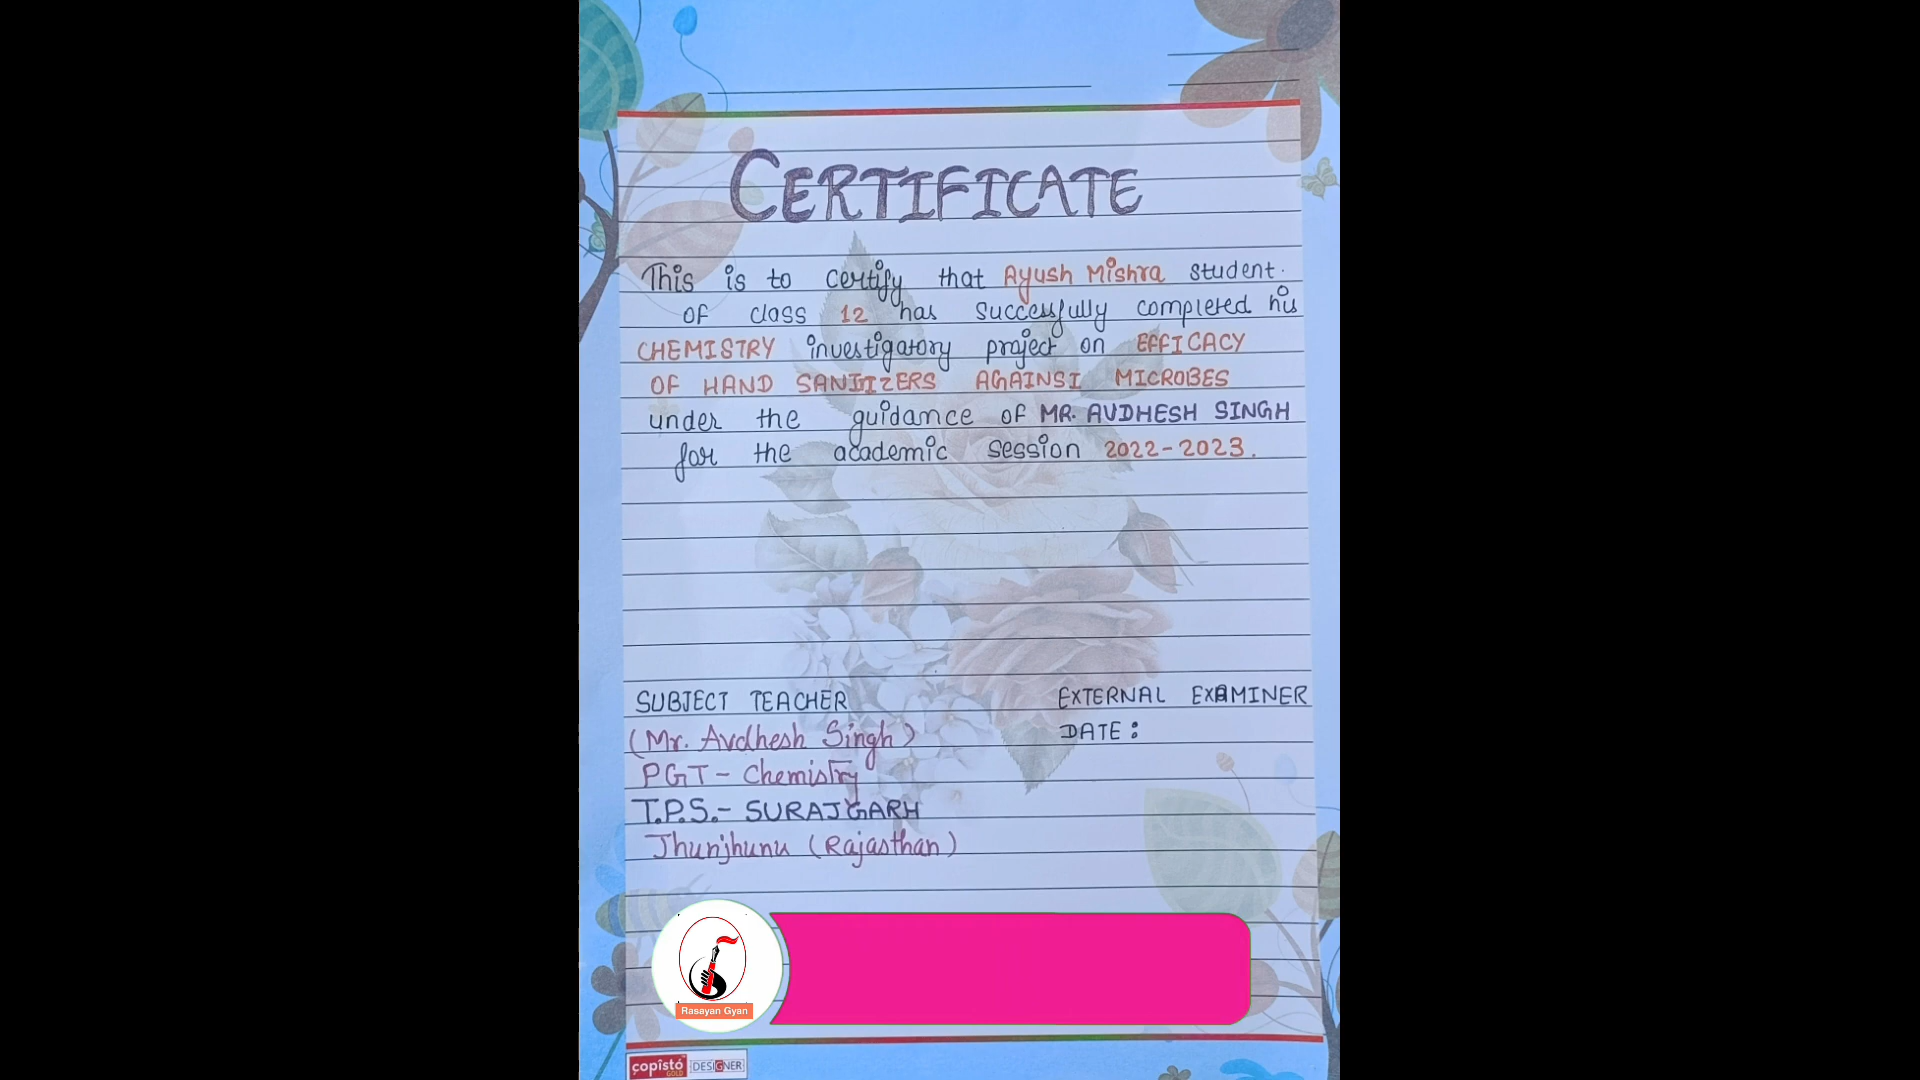 CERTIFICATE
This is to certify that Ayush Mishra student.
OF class 12 has successfully completed his
CHEMISTRY investigatory project on EFFICACY
OF HAND SANITIZERS AGAINST MICROBES
under the guidance of MR. AVDHESH SINGH
for the academic session 2022-2023.
SUBJECT TEACHER EXTERNAL EXAMINER
(Mr. Avdhesh Singh) DATE:
PGT- Chemistry
T.P.S.- SURAJGARH
Jhunjhunu (Rajasthan)
Rasayan Gyan
copisto GOLD DESIGNER